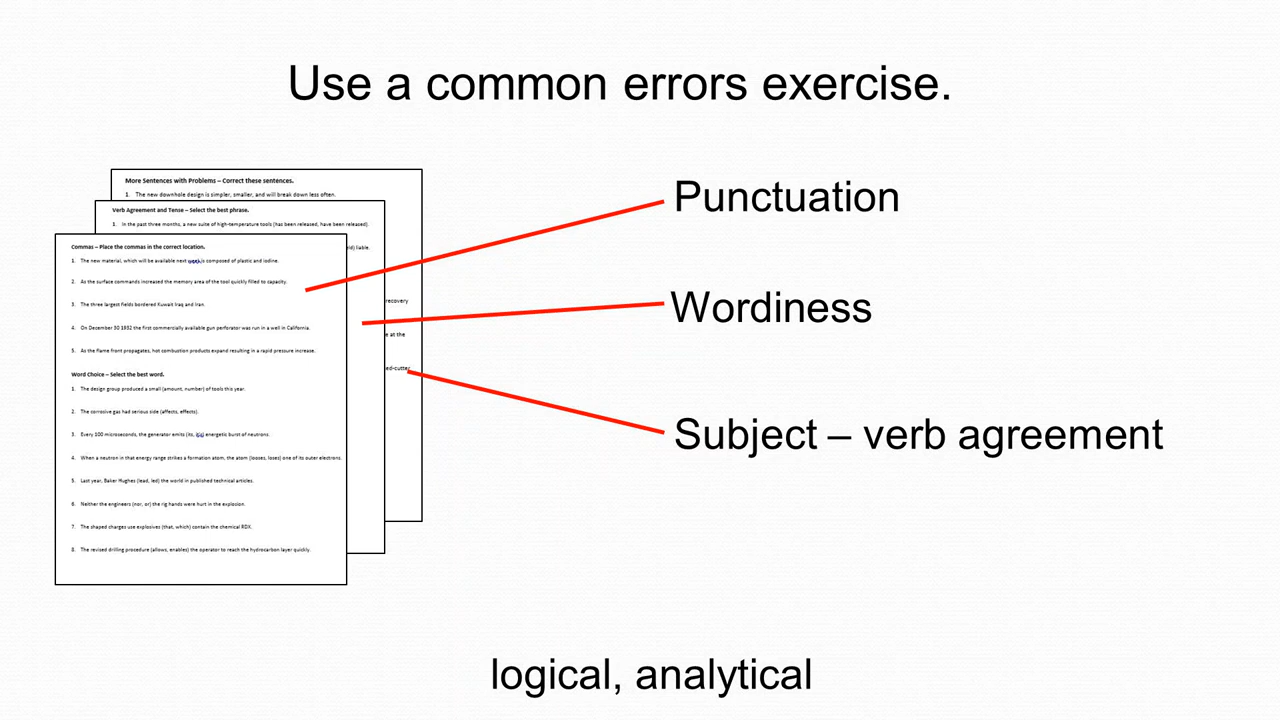 Use a common errors exercise.
More Sentences with Problems – Correct these sentences.
1. The new downhole design is simpler, smaller, and will break down less often.
Verb Agreement and Tense – Select the best phrase.
1. In the past three months, a new suite of high-temperature tools (has been released, have been released).
liable.
recovery
e at the
ed-cutter
Commas – Place the commas in the correct location.
1. The new material, which will be available next week, is composed of plastic and iodine.
2. As the surface commands increased the memory area of the tool quickly filled to capacity.
3. The three largest fields bordered Kuwait Iraq and Iran.
4. On December 30 1932 the first commercially available gun perforator was run in a well in California.
5. As the flame front propagates, hot combustion products expand resulting in a rapid pressure increase.
Word Choice – Select the best word.
1. The design group produced a small (amount, number) of tools this year.
2. The corrosive gas had serious side (affects, effects).
3. Every 100 microseconds, the generator emits (its, it's) energetic burst of neutrons.
4. When a neutron in that energy range strikes a formation atom, the atom (looses, loses) one of its outer electrons.
5. Last year, Baker Hughes (lead, led) the world in published technical articles.
6. Neither the engineers (nor, or) the rig hands were hurt in the explosion.
7. The shaped charges use explosives (that, which) contain the chemical RDX.
8. The revised drilling procedure (allows, enables) the operator to reach the hydrocarbon layer quickly.
Punctuation
Wordiness
Subject – verb agreement
logical, analytical